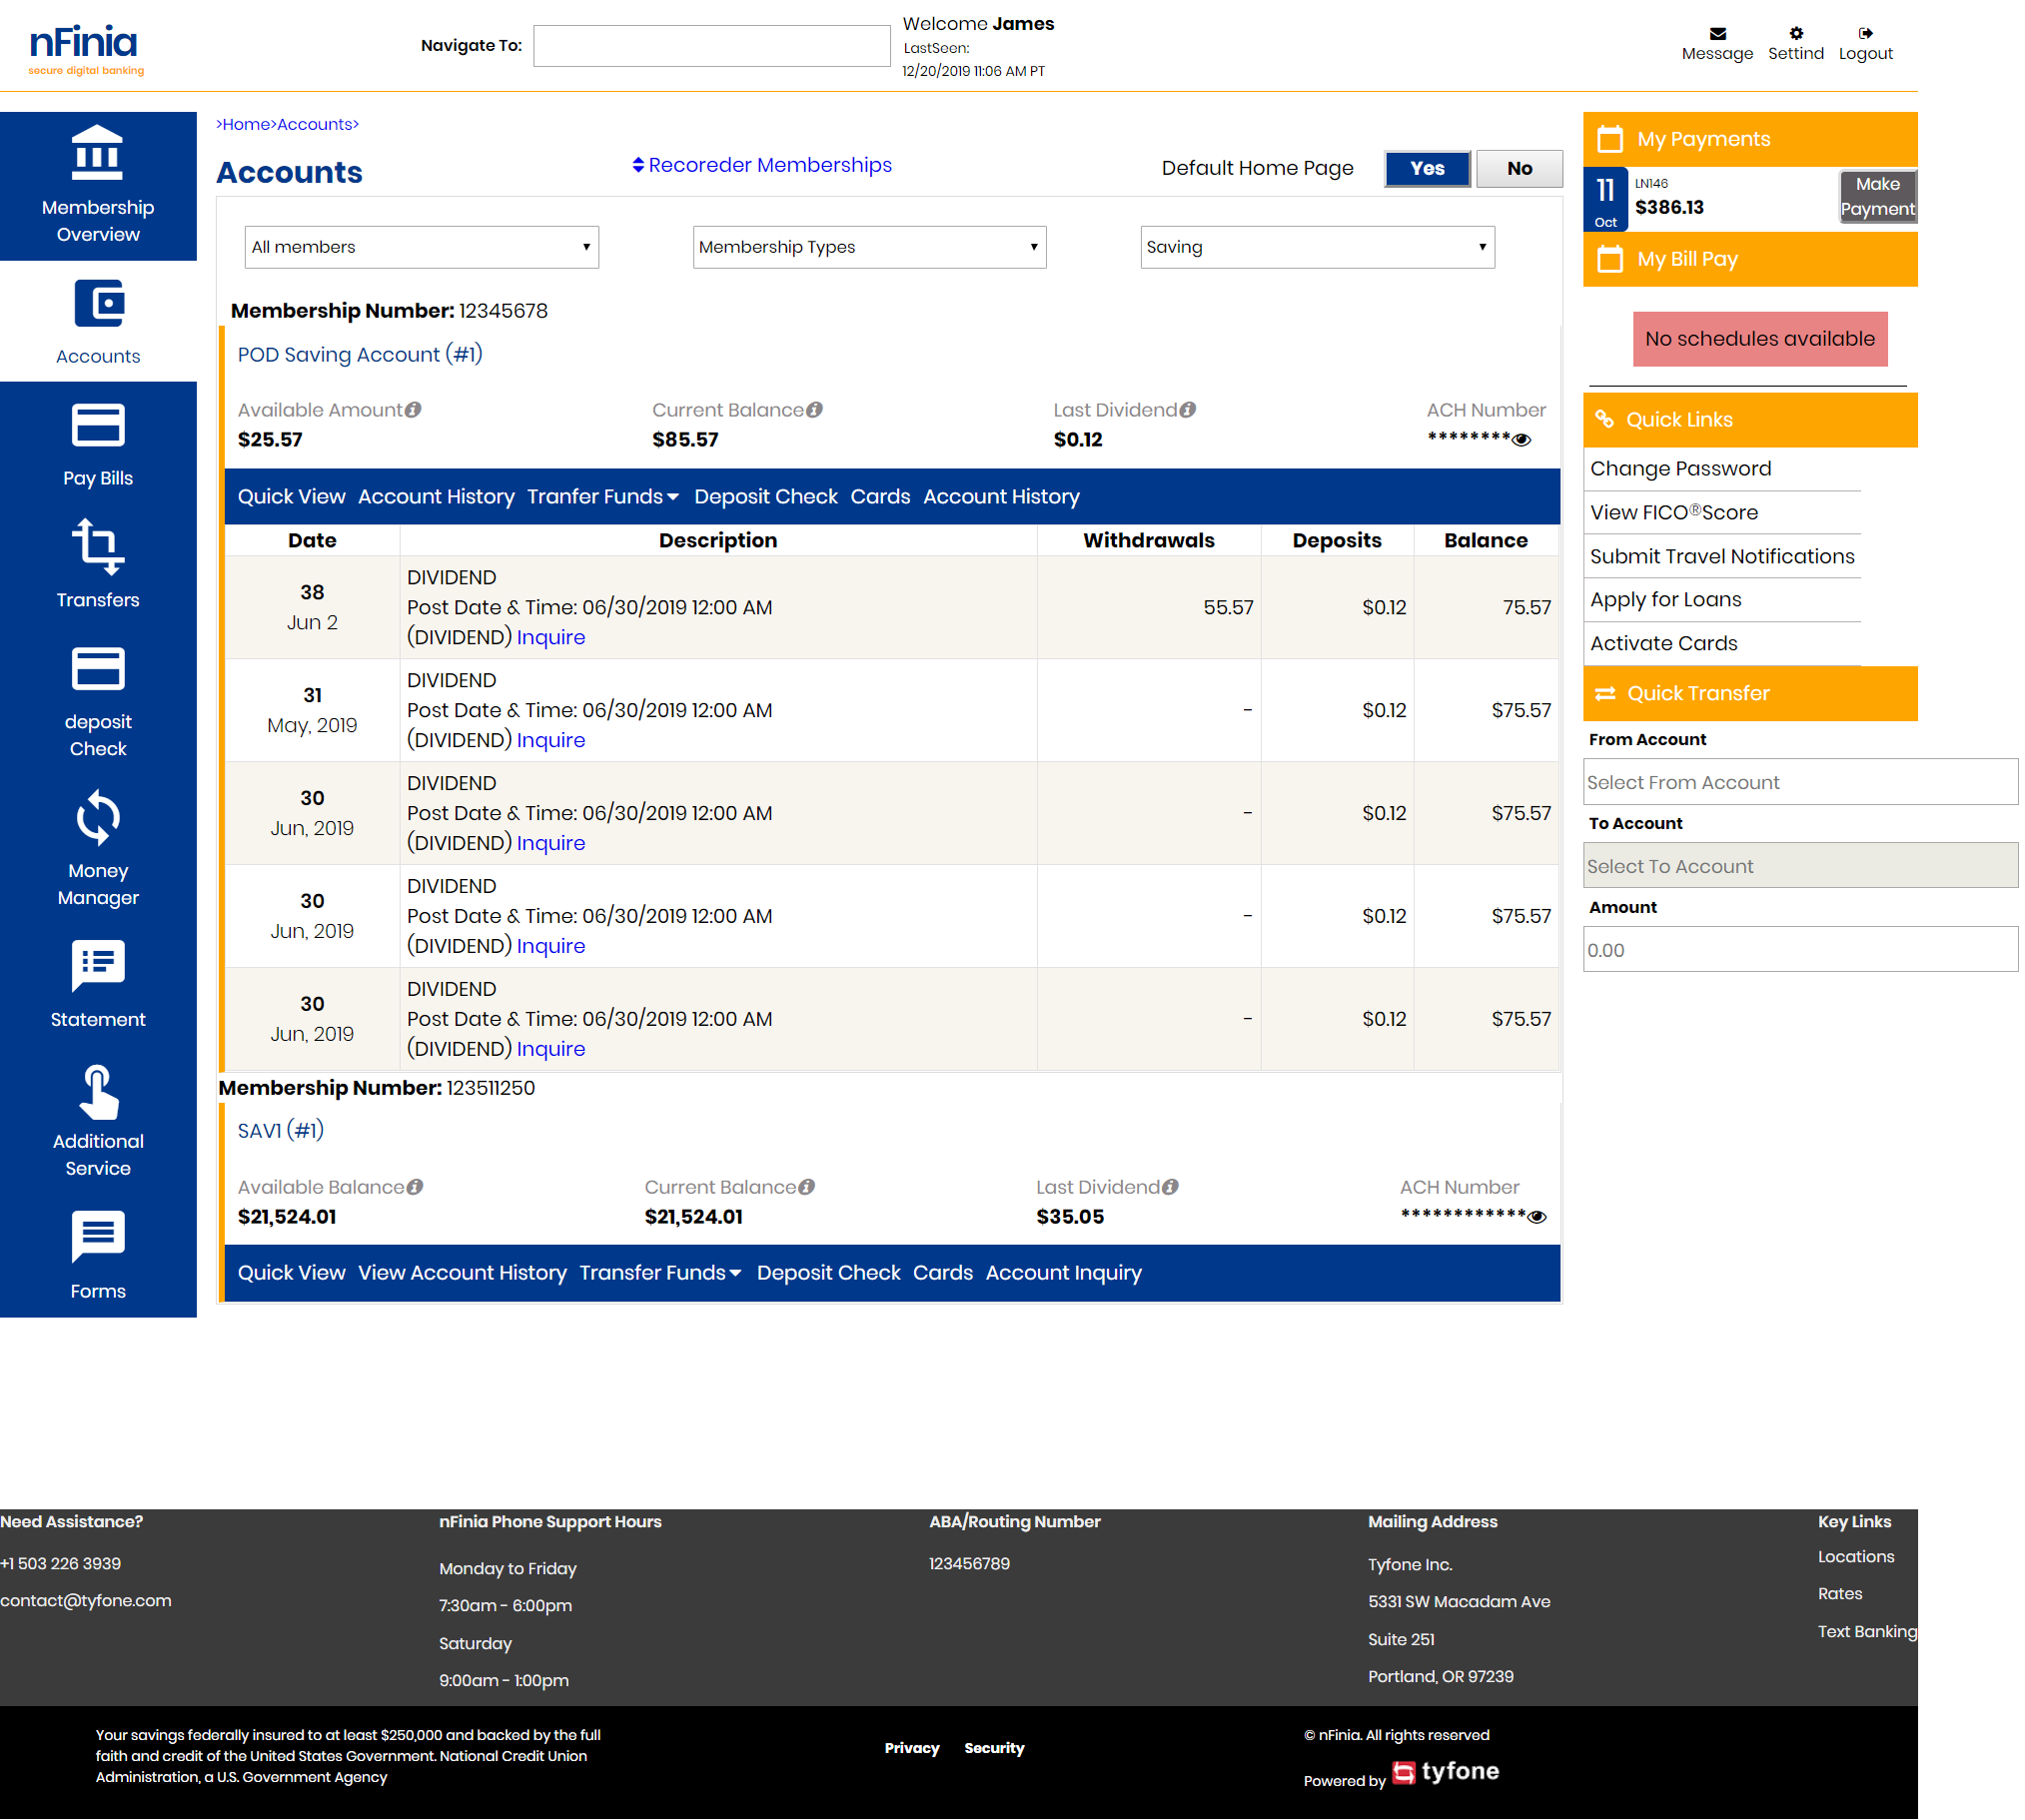 nFinia
secure digital banking
Navigate To:
Welcome James
LastSeen:
12/20/2019 11:06 AM PT
Message
Settind
Logout
Membership
Overview
Accounts
Pay Bills
Transfers
deposit
Check
Money
Manager
Statement
Additional
Service
Forms
>Home>Accounts>
Accounts
Recoreder Memberships
Default Home Page
Yes
No
All members
Membership Types
Saving
Membership Number: 12345678
POD Saving Account (#1)
Available Amount
$25.57
Current Balance
$85.57
Last Dividend
$0.12
ACH Number
********
Quick View Account History Tranfer Funds Deposit Check Cards Account History
Date Description Withdrawals Deposits Balance
38
Jun 2
DIVIDEND
Post Date & Time: 06/30/2019 12:00 AM
(DIVIDEND) Inquire
55.57 $0.12 75.57
31
May, 2019
DIVIDEND
Post Date & Time: 06/30/2019 12:00 AM
(DIVIDEND) Inquire
- $0.12 $75.57
30
Jun, 2019
DIVIDEND
Post Date & Time: 06/30/2019 12:00 AM
(DIVIDEND) Inquire
- $0.12 $75.57
30
Jun, 2019
DIVIDEND
Post Date & Time: 06/30/2019 12:00 AM
(DIVIDEND) Inquire
- $0.12 $75.57
30
Jun, 2019
DIVIDEND
Post Date & Time: 06/30/2019 12:00 AM
(DIVIDEND) Inquire
- $0.12 $75.57
Membership Number: 123511250
SAV1 (#1)
Available Balance
$21,524.01
Current Balance
$21,524.01
Last Dividend
$35.05
ACH Number
************
Quick View View Account History Transfer Funds Deposit Check Cards Account Inquiry
My Payments
11
Oct
LN146
$386.13
Make
Payment
My Bill Pay
No schedules available
Quick Links
Change Password
View FICO®Score
Submit Travel Notifications
Apply for Loans
Activate Cards
Quick Transfer
From Account
Select From Account
To Account
Select To Account
Amount
0.00
Need Assistance?
+1 503 226 3939
contact@tyfone.com
nFinia Phone Support Hours
Monday to Friday
7:30am - 6:00pm
Saturday
9:00am - 1:00pm
ABA/Routing Number
123456789
Mailing Address
Tyfone Inc.
5331 SW Macadam Ave
Suite 251
Portland, OR 97239
Key Links
Locations
Rates
Text Banking
Your savings federally insured to at least $250,000 and backed by the full
faith and credit of the United States Government. National Credit Union
Administration, a U.S. Government Agency
Privacy Security
© nFinia. All rights reserved
Powered by tyfone